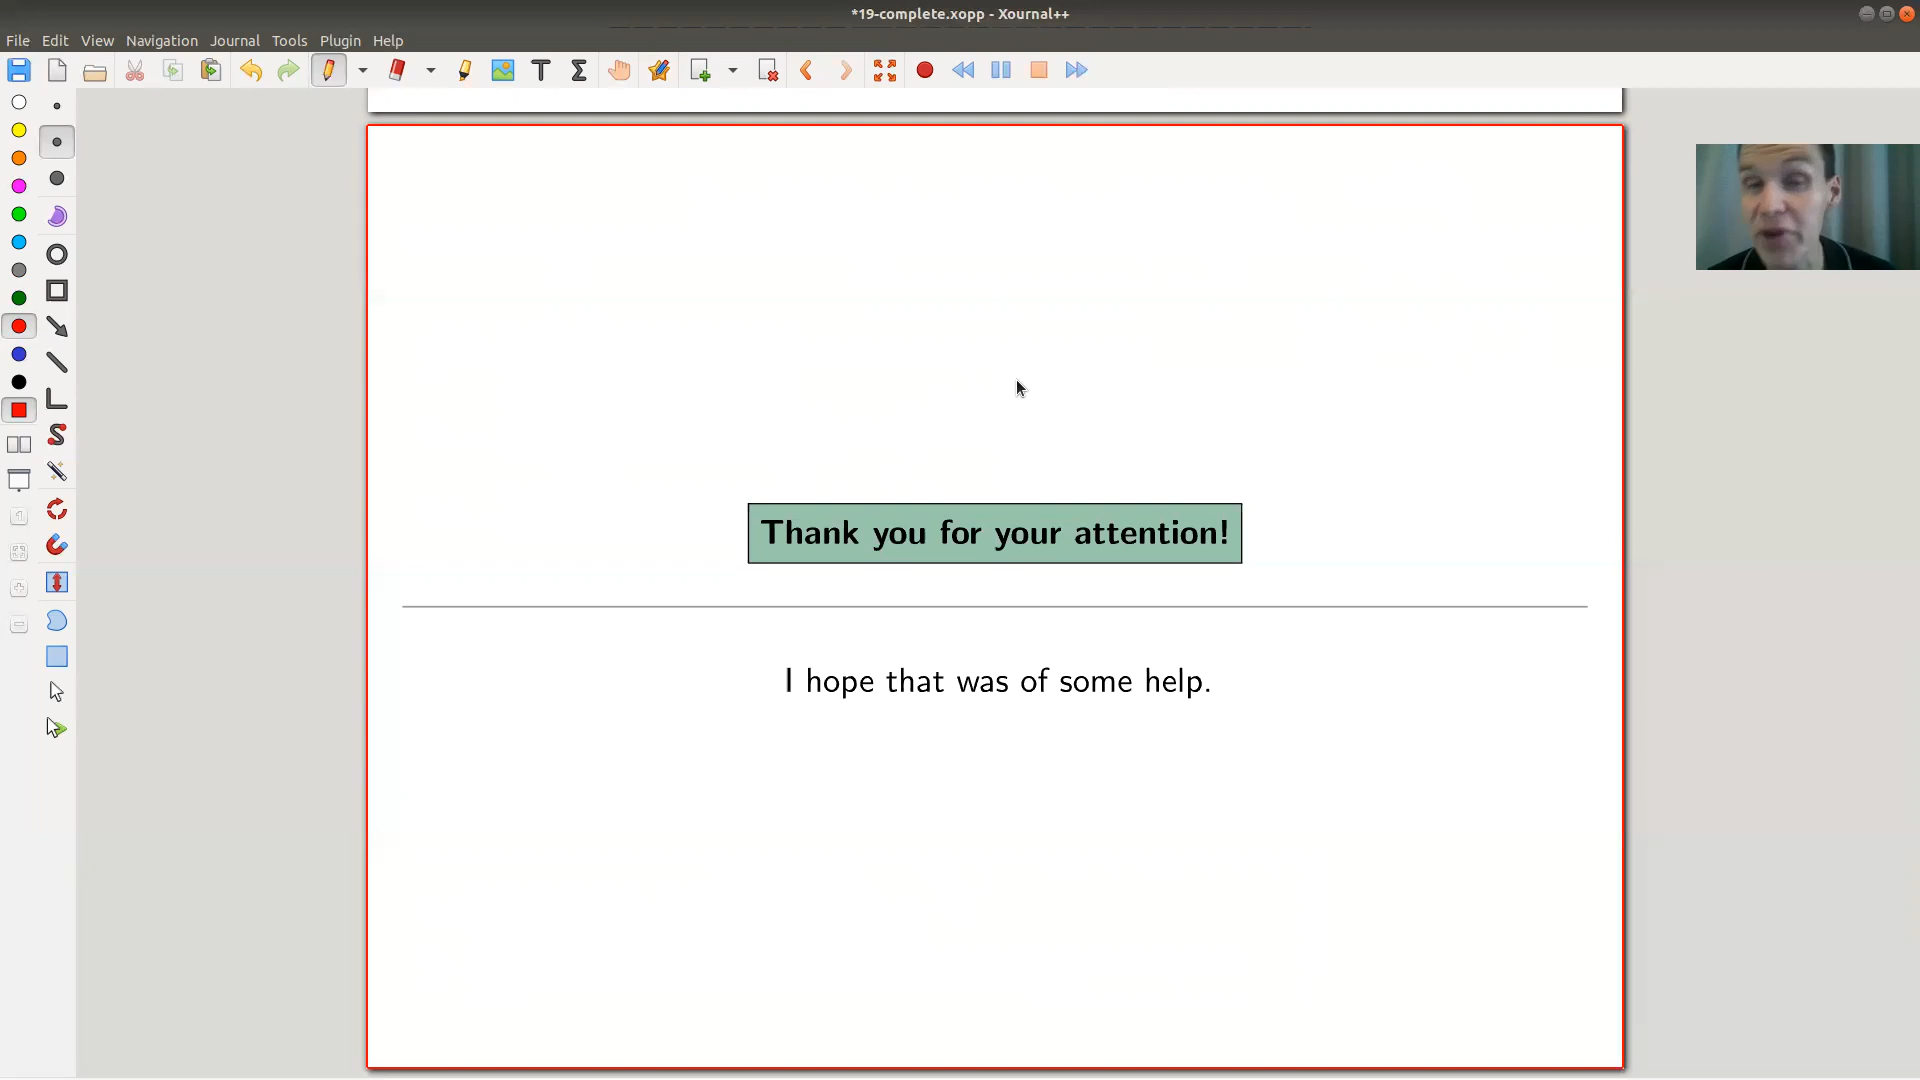 *19-complete.xopp - Xournal++
File Edit View Navigation Journal Tools Plugin Help
Thank you for your attention!
I hope that was of some help.